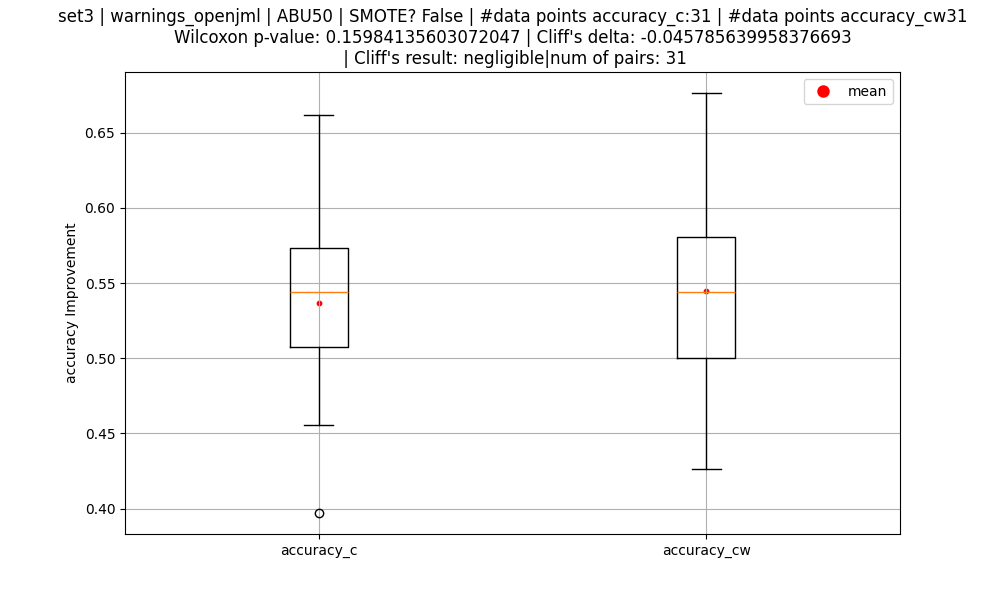 set3 | warnings_openjml | ABU50 | SMOTE? False | #data points accuracy_c:31 | #data points accuracy_cw31
Wilcoxon p-value: 0.15984135603072047 | Cliff's delta: -0.045785639958376693
| Cliff's result: negligible|num of pairs: 31
mean
0.65
0.60
0.55
0.50
0.45
0.40
accuracy Improvement
accuracy_c
accuracy_cw